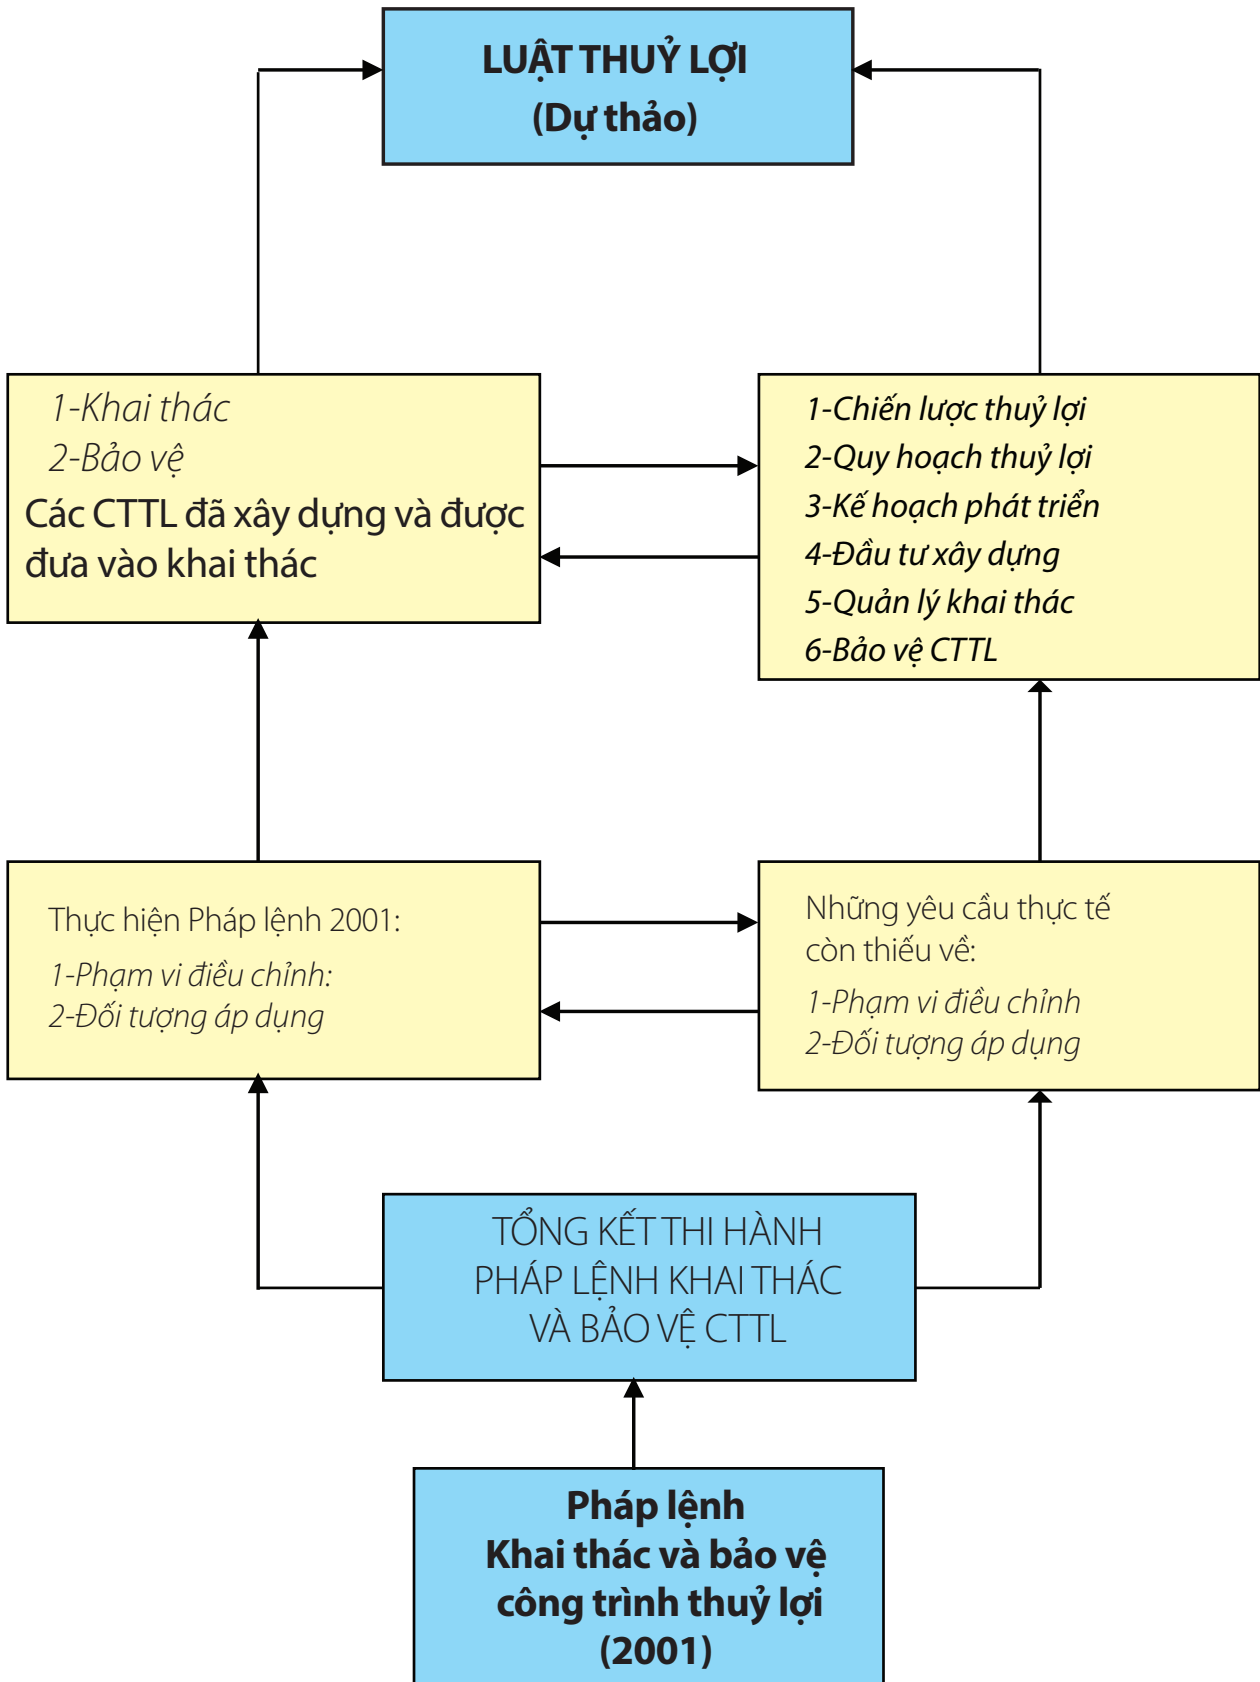 LUẬT THUỶ LỢI
(Dự thảo)
1-Khai thác
2-Bảo vệ
Các CTTL đã xây dựng và được
đưa vào khai thác
1-Chiến lược thuỷ lợi
2-Quy hoạch thuỷ lợi
3-Kế hoạch phát triển
4-Đầu tư xây dựng
5-Quản lý khai thác
6-Bảo vệ CTTL
Thực hiện Pháp lệnh 2001:
1-Phạm vi điều chỉnh:
2-Đối tượng áp dụng
Những yêu cầu thực tế
còn thiếu về:
1-Phạm vi điều chỉnh
2-Đối tượng áp dụng
TỔNG KẾT THI HÀNH
PHÁP LỆNH KHAI THÁC
VÀ BẢO VỆ CTTL
Pháp lệnh
Khai thác và bảo vệ
công trình thuỷ lợi
(2001)